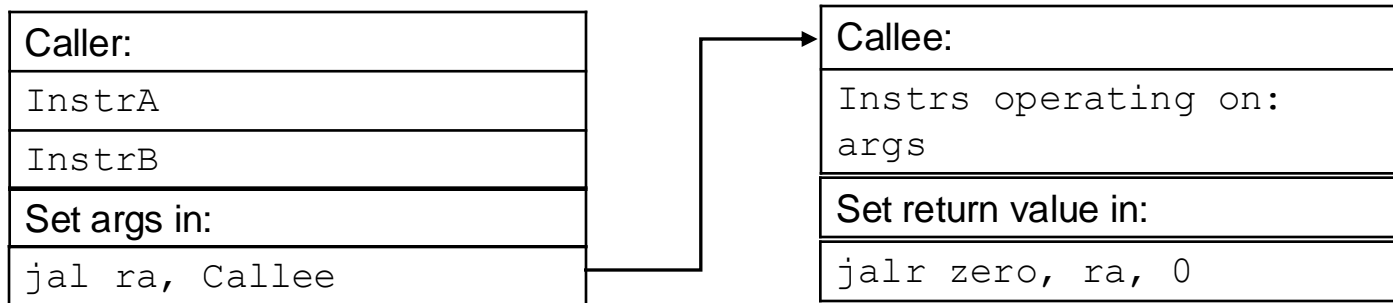 Caller:
InstrA
InstrB
Set args in:
jal ra, Callee
Callee:
Instrs operating on:
args
Set return value in:
jalr zero, ra, 0